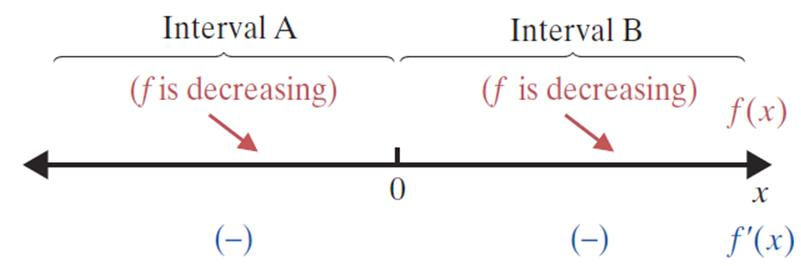 Interval A Interval B
(f is decreasing) (f is decreasing) f(x)
0 x
(−) (−) f′(x)